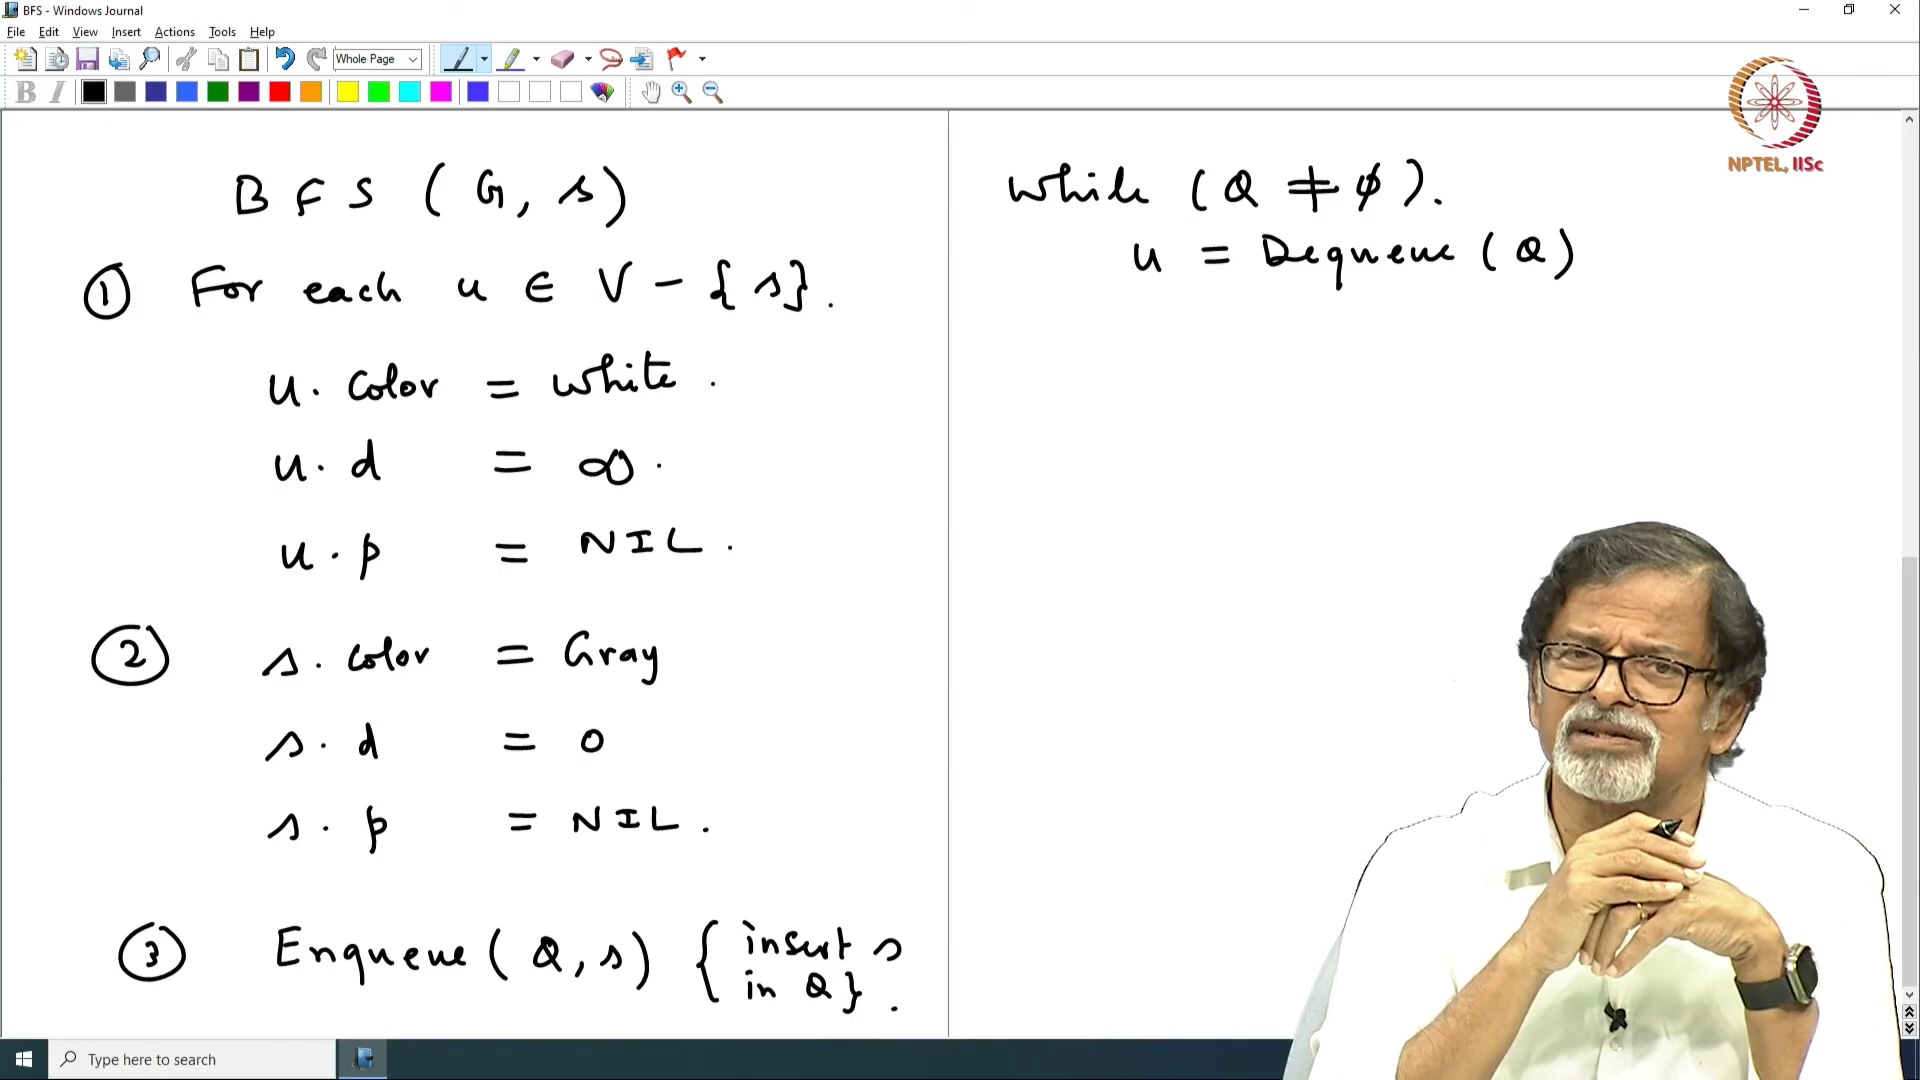 BFS - Windows Journal
File Edit View Insert Actions Tools Help
Whole Page
B I
NPTEL, IISc
BFS (G, s)
① For each u ∈ V - {s}.
u. color = white.
u. d = ∞.
u. p = NIL.
② s. color = Gray
s. d = 0
s. p = NIL.
③ Enqueue (Q, s) { insert s
in Q}.
while (Q ≠ φ).
u = Dequeue (Q)
Type here to search